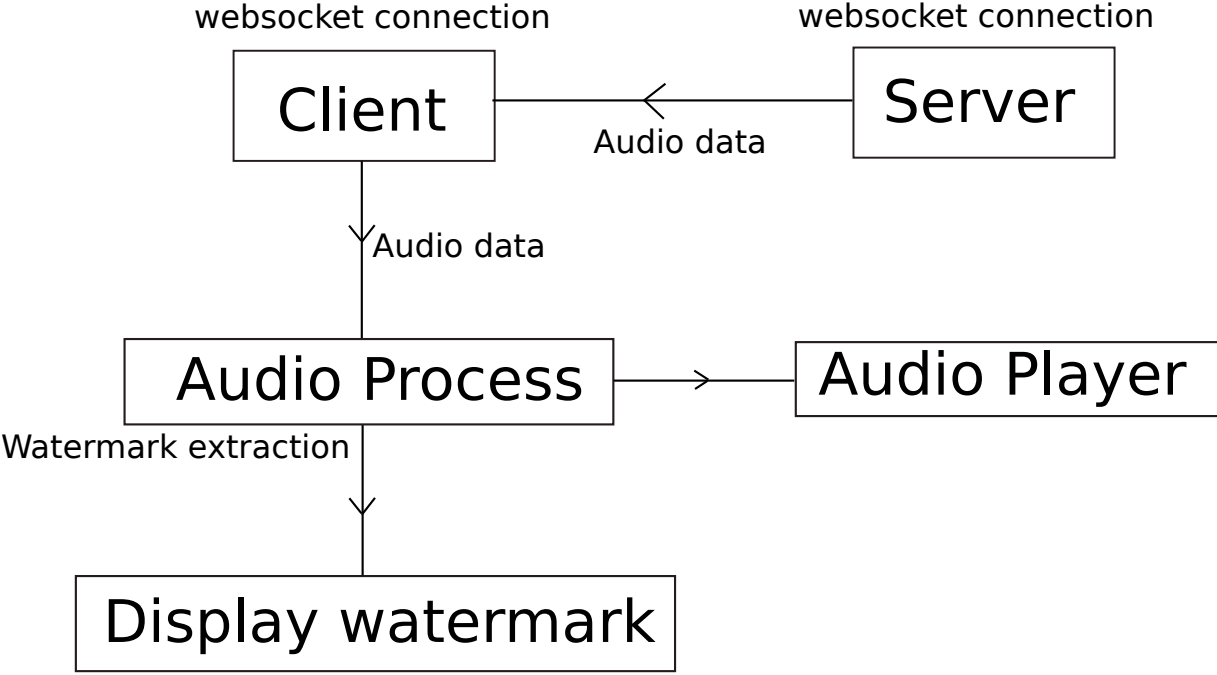 websocket connection
websocket connection
Client
Server
Audio data
Audio data
Audio Process
Audio Player
Watermark extraction
Display watermark